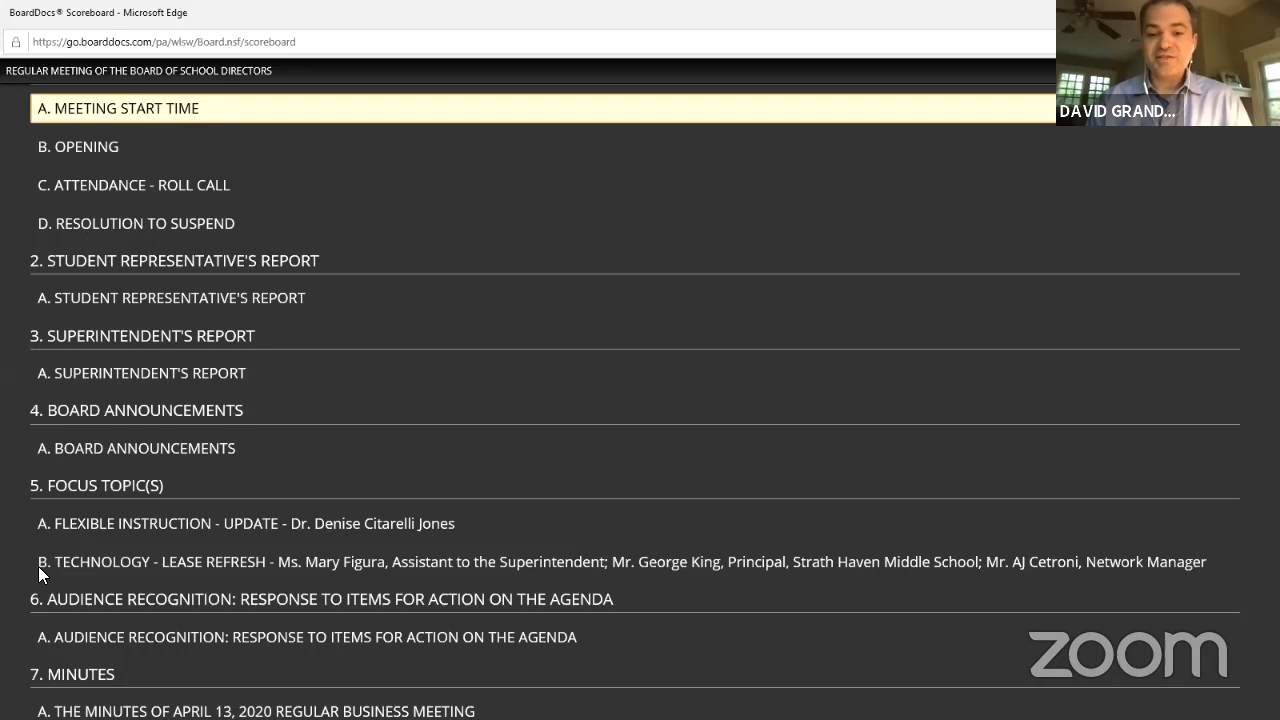 BoardDocs® Scoreboard - Microsoft Edge
https://go.boarddocs.com/pa/wlsw/Board.nsf/scoreboard
REGULAR MEETING OF THE BOARD OF SCHOOL DIRECTORS
DAVID GRAND...
A. MEETING START TIME
B. OPENING
C. ATTENDANCE - ROLL CALL
D. RESOLUTION TO SUSPEND
2. STUDENT REPRESENTATIVE'S REPORT
A. STUDENT REPRESENTATIVE'S REPORT
3. SUPERINTENDENT'S REPORT
A. SUPERINTENDENT'S REPORT
4. BOARD ANNOUNCEMENTS
A. BOARD ANNOUNCEMENTS
5. FOCUS TOPIC(S)
A. FLEXIBLE INSTRUCTION - UPDATE - Dr. Denise Citarelli Jones
B. TECHNOLOGY - LEASE REFRESH - Ms. Mary Figura, Assistant to the Superintendent; Mr. George King, Principal, Strath Haven Middle School; Mr. AJ Cetroni, Network Manager
6. AUDIENCE RECOGNITION: RESPONSE TO ITEMS FOR ACTION ON THE AGENDA
A. AUDIENCE RECOGNITION: RESPONSE TO ITEMS FOR ACTION ON THE AGENDA
zoom
7. MINUTES
A. THE MINUTES OF APRIL 13, 2020 REGULAR BUSINESS MEETING